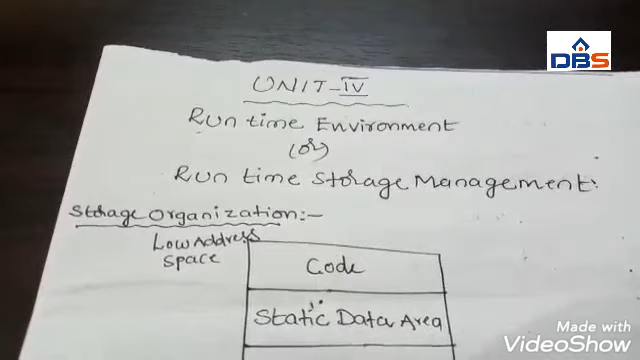 DBS
UNIT-IV
Run time Environment
(or)
Run time Storage Management:
Storage Organization:-
Low Address
Space
Code
Static Data Area
Made with
VideoShow